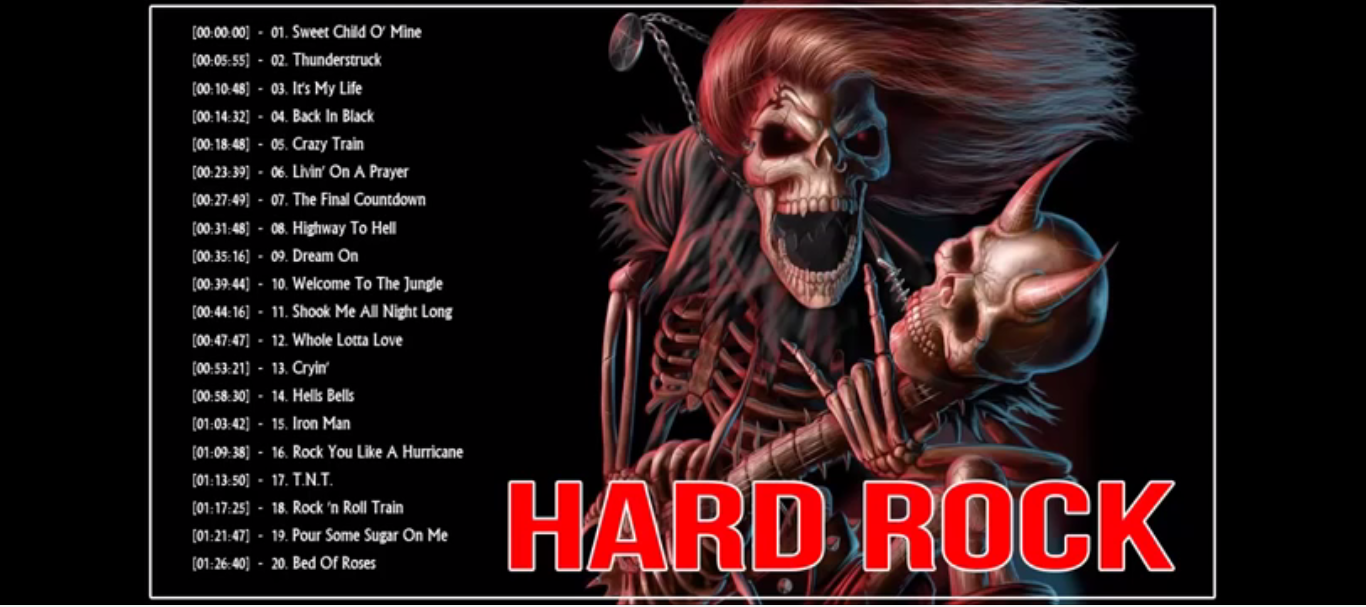 [00:00:00] - 01. Sweet Child O' Mine
[00:05:55] - 02. Thunderstruck
[00:10:48] - 03. It's My Life
[00:14:32] - 04. Back In Black
[00:18:48] - 05. Crazy Train
[00:23:39] - 06. Livin' On A Prayer
[00:27:49] - 07. The Final Countdown
[00:31:48] - 08. Highway To Hell
[00:35:16] - 09. Dream On
[00:39:44] - 10. Welcome To The Jungle
[00:44:16] - 11. Shook Me All Night Long
[00:47:47] - 12. Whole Lotta Love
[00:53:21] - 13. Cryin'
[00:58:30] - 14. Hells Bells
[01:03:42] - 15. Iron Man
[01:09:38] - 16. Rock You Like A Hurricane
[01:13:50] - 17. T.N.T.
[01:17:25] - 18. Rock 'n Roll Train
[01:21:47] - 19. Pour Some Sugar On Me
[01:26:40] - 20. Bed Of Roses
HARD ROCK